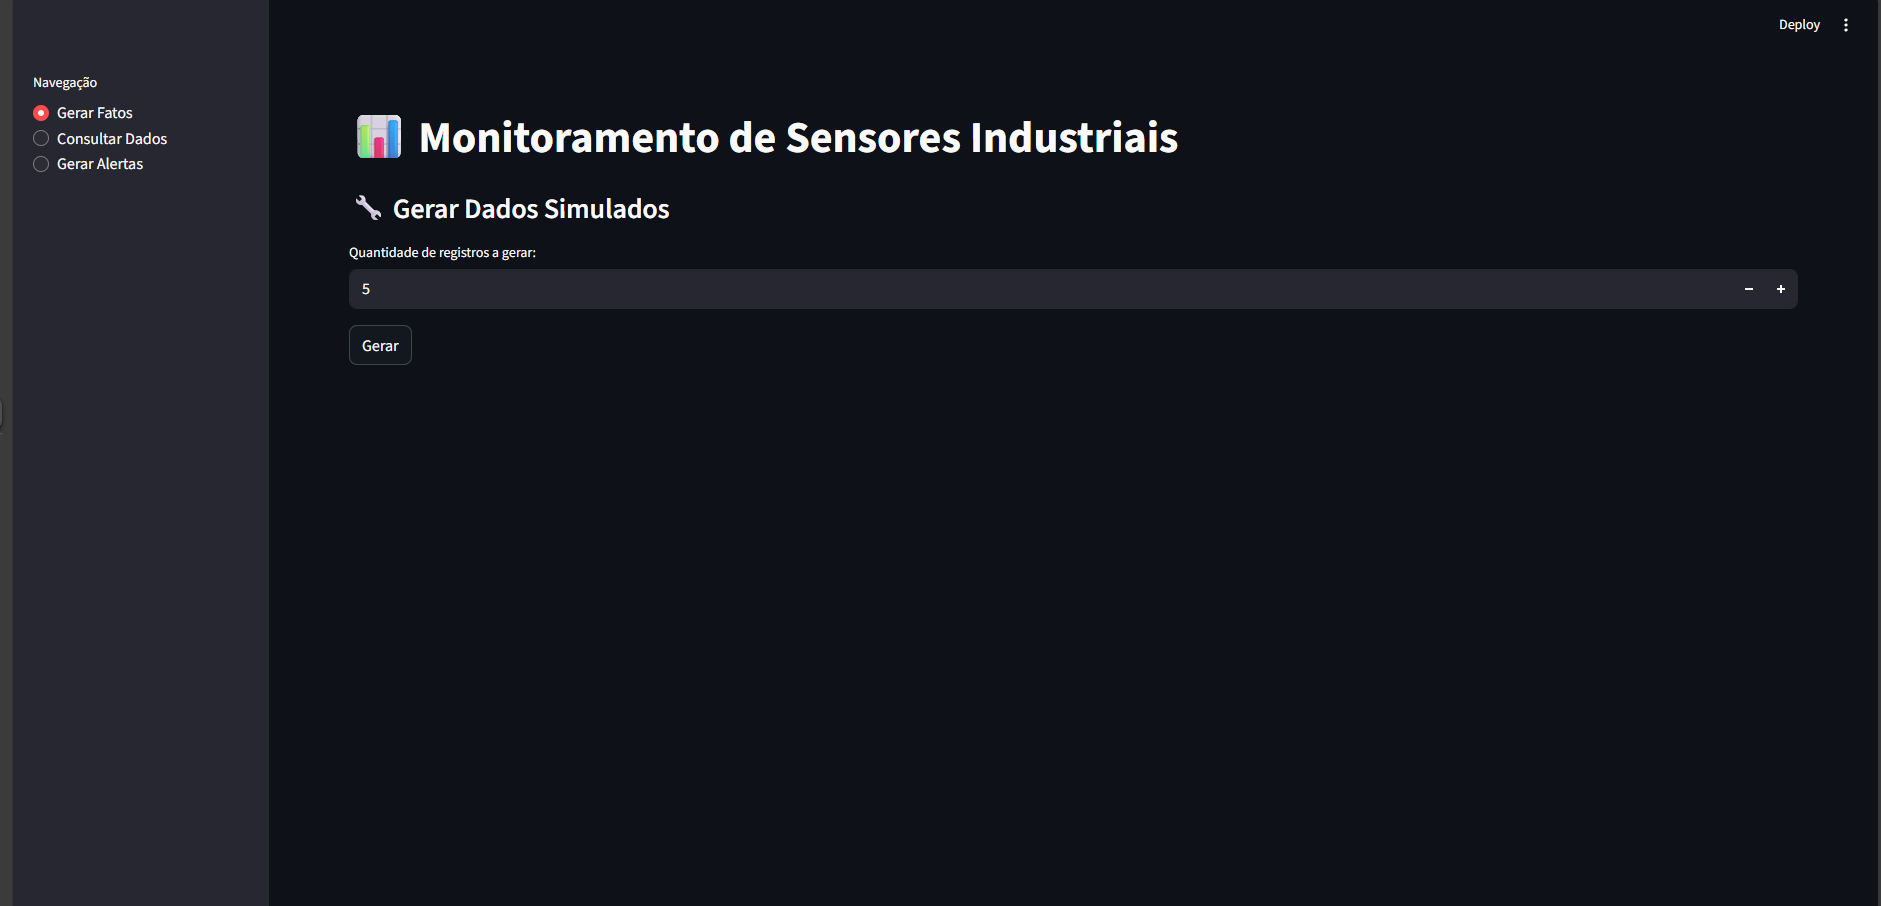 Deploy
Navegação
Gerar Fatos
Consultar Dados
Gerar Alertas
Monitoramento de Sensores Industriais
Gerar Dados Simulados
Quantidade de registros a gerar:
5
Gerar